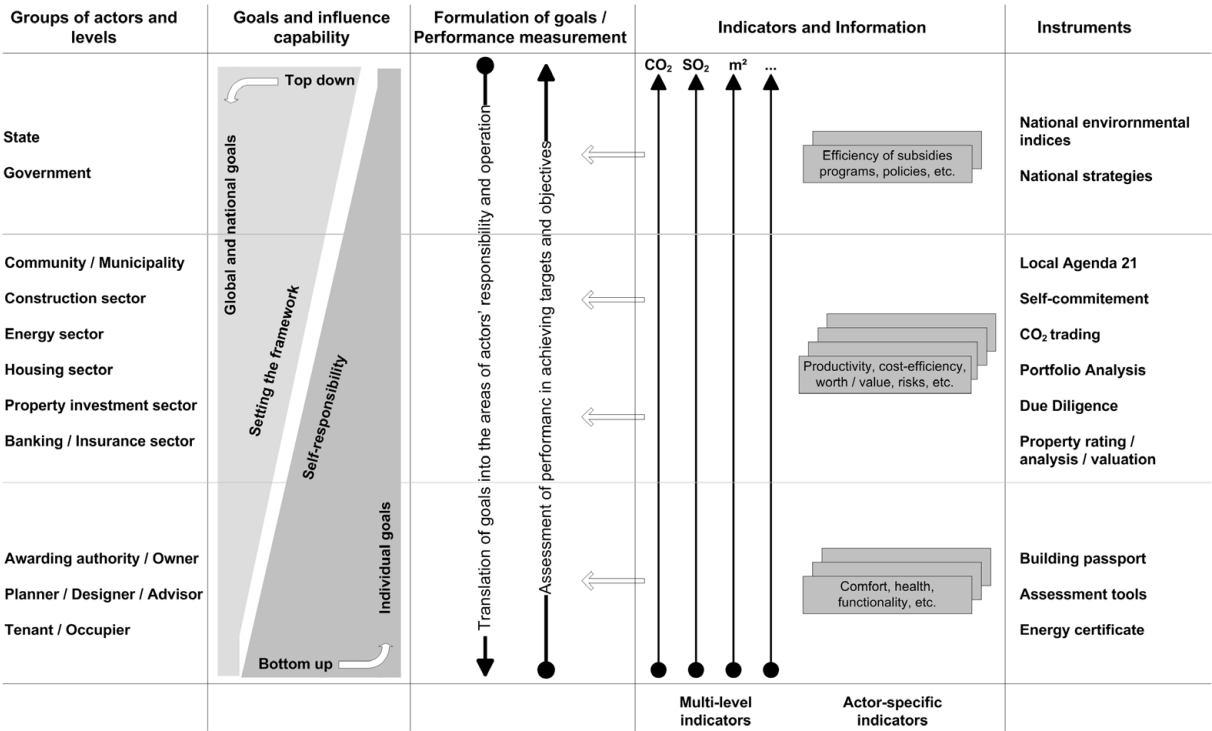 Groups of actors and
levels
Goals and influence
capability
Formulation of goals /
Performance measurement
Indicators and Information
Instruments
State
Government
Top down
Global and national goals
Setting the framework
Self-responsibility
Individual goals
Bottom up
Translation of goals into the areas of actors' responsibility and operation
Assessment of performanc in achieving targets and objectives
CO₂ SO₂ m² ...
Efficiency of subsidies
programs, policies, etc.
National envirornmental
indices
National strategies
Community / Municipality
Construction sector
Energy sector
Housing sector
Property investment sector
Banking / Insurance sector
Productivity, cost-efficiency,
worth / value, risks, etc.
Local Agenda 21
Self-commitement
CO₂ trading
Portfolio Analysis
Due Diligence
Property rating /
analysis / valuation
Awarding authority / Owner
Planner / Designer / Advisor
Tenant / Occupier
Comfort, health,
functionality, etc.
Building passport
Assessment tools
Energy certificate
Multi-level
indicators
Actor-specific
indicators